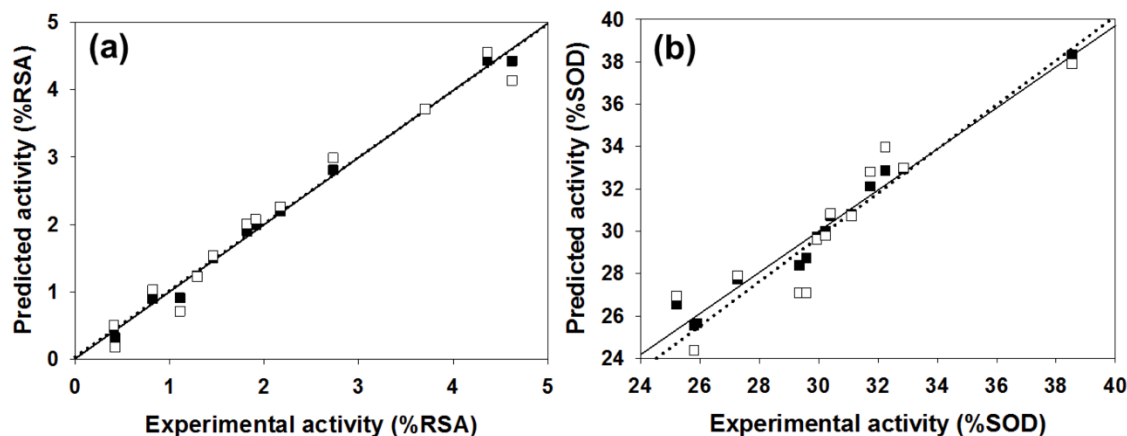 (a)
Predicted activity (%RSA)
5
4
3
2
1
0
0 1 2 3 4 5
Experimental activity (%RSA)
(b)
Predicted activity (%SOD)
40
38
36
34
32
30
28
26
24
24 26 28 30 32 34 36 38 40
Experimental activity (%SOD)